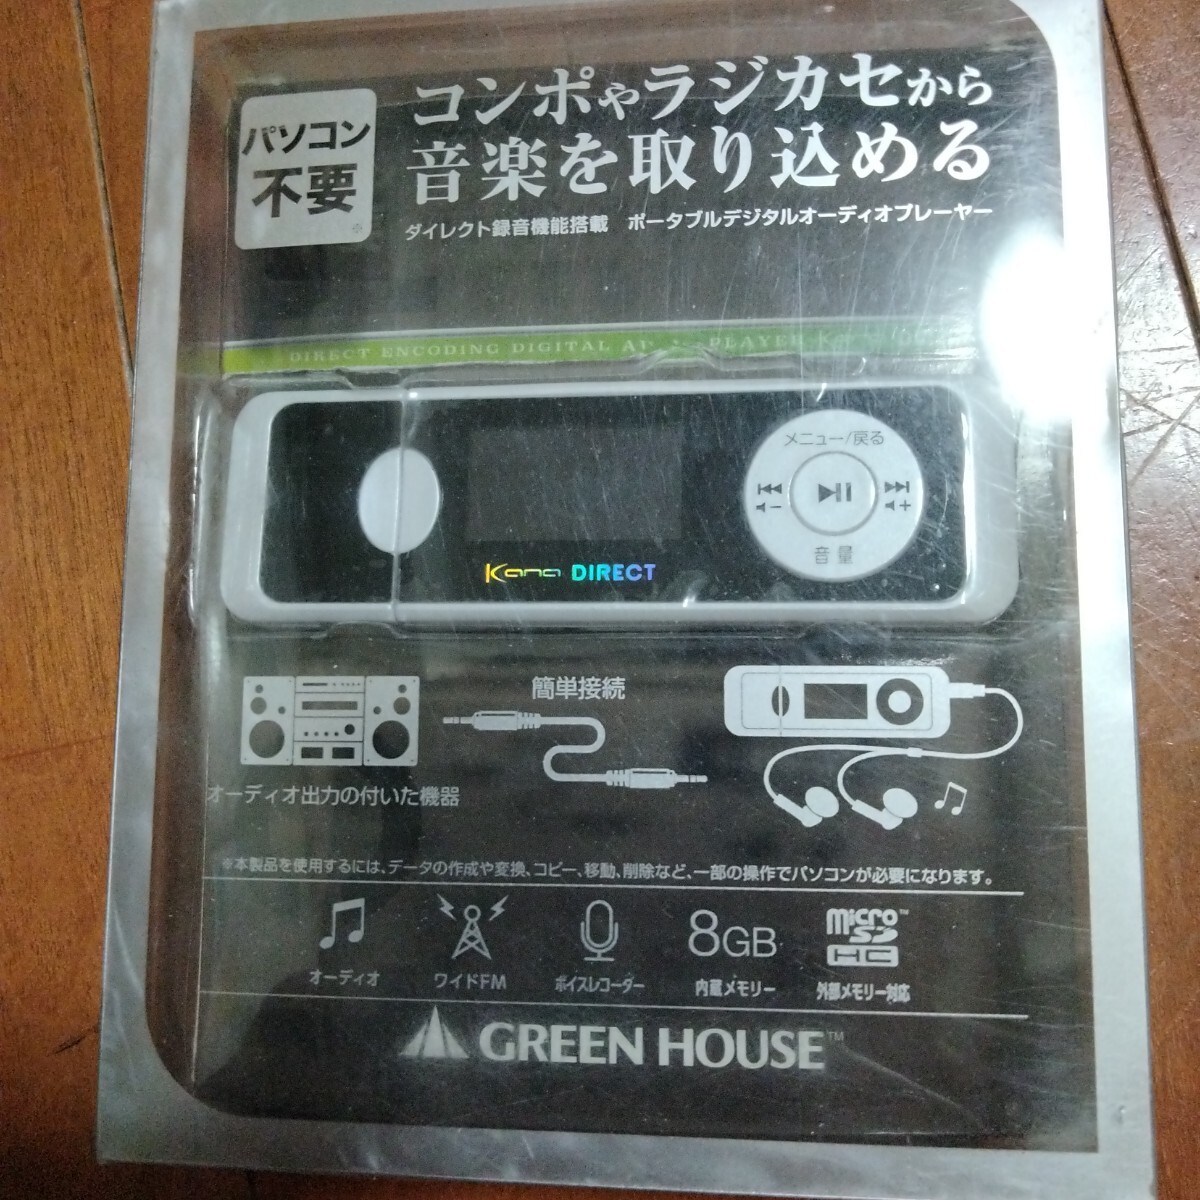 パソコン
不要
※
コンポやラジカセから
音楽を取り込める
ダイレクト録音機能搭載 ポータブルデジタルオーディオプレーヤー
DIRECT ENCODING DIGITAL PLAYER
メニュー/戻る
音量
Kana DIRECT
簡単接続
オーディオ出力の付いた機器
※本製品を使用するには、データの作成や変換、コピー、移動、削除など、一部の操作でパソコンが必要になります。
オーディオ
ワイドFM
ボイスレコーダー
8GB
内蔵メモリー
micro SD HC
外部メモリー対応
GREEN HOUSE™